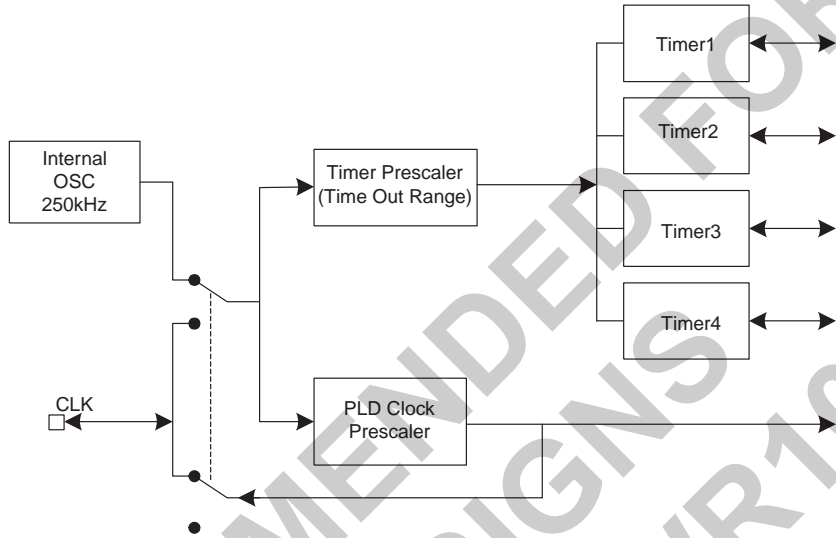 Timer1
Timer2
Internal
OSC
250kHz
Timer Prescaler
(Time Out Range)
Timer3
Timer4
CLK
PLD Clock
Prescaler